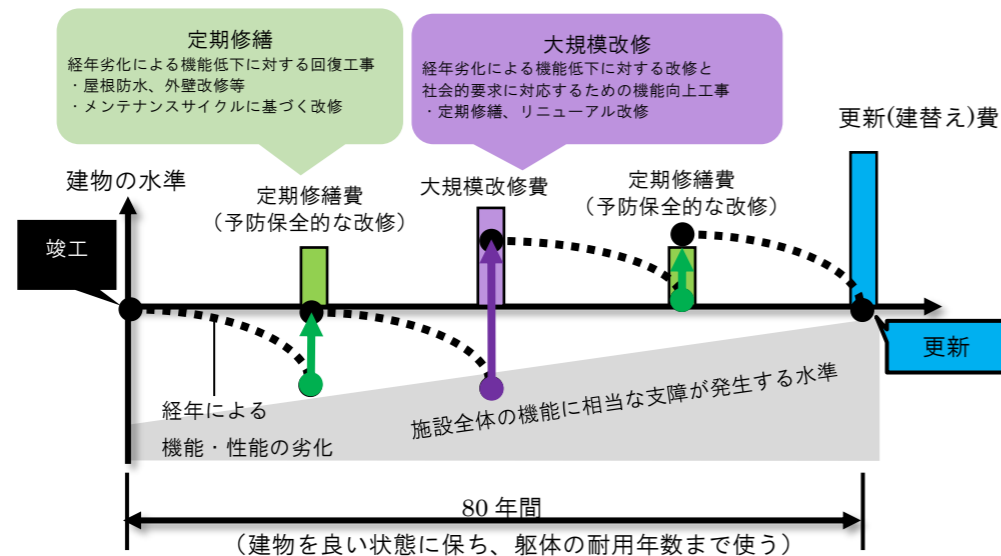 定期修繕
経年劣化による機能低下に対する回復工事
・屋根防水、外壁改修等
・メンテナンスサイクルに基づく改修
大規模改修
経年劣化による機能低下に対する改修と
社会的要求に対応するための機能向上工事
・定期修繕、リニューアル改修
更新(建替え)費
建物の水準
定期修繕費
（予防保全的な改修）
大規模改修費
定期修繕費
（予防保全的な改修）
竣工
更新
経年による
機能・性能の劣化
施設全体の機能に相当な支障が発生する水準
80 年間
（建物を良い状態に保ち、躯体の耐用年数まで使う）